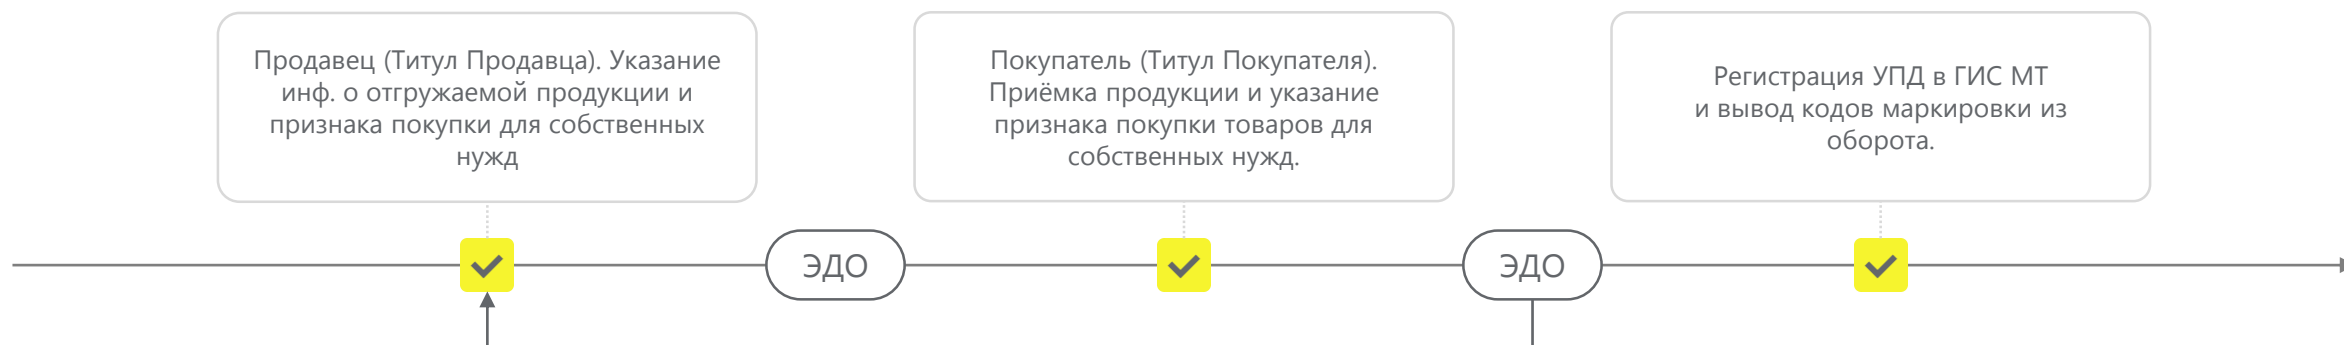 Продавец (Титул Продавца). Указание
инф. о отгружаемой продукции и
признака покупки для собственных
нужд
Покупатель (Титул Покупателя).
Приёмка продукции и указание
признака покупки товаров для
собственных нужд.
Регистрация УПД в ГИС МТ
и вывод кодов маркировки из
оборота.
ЭДО
ЭДО